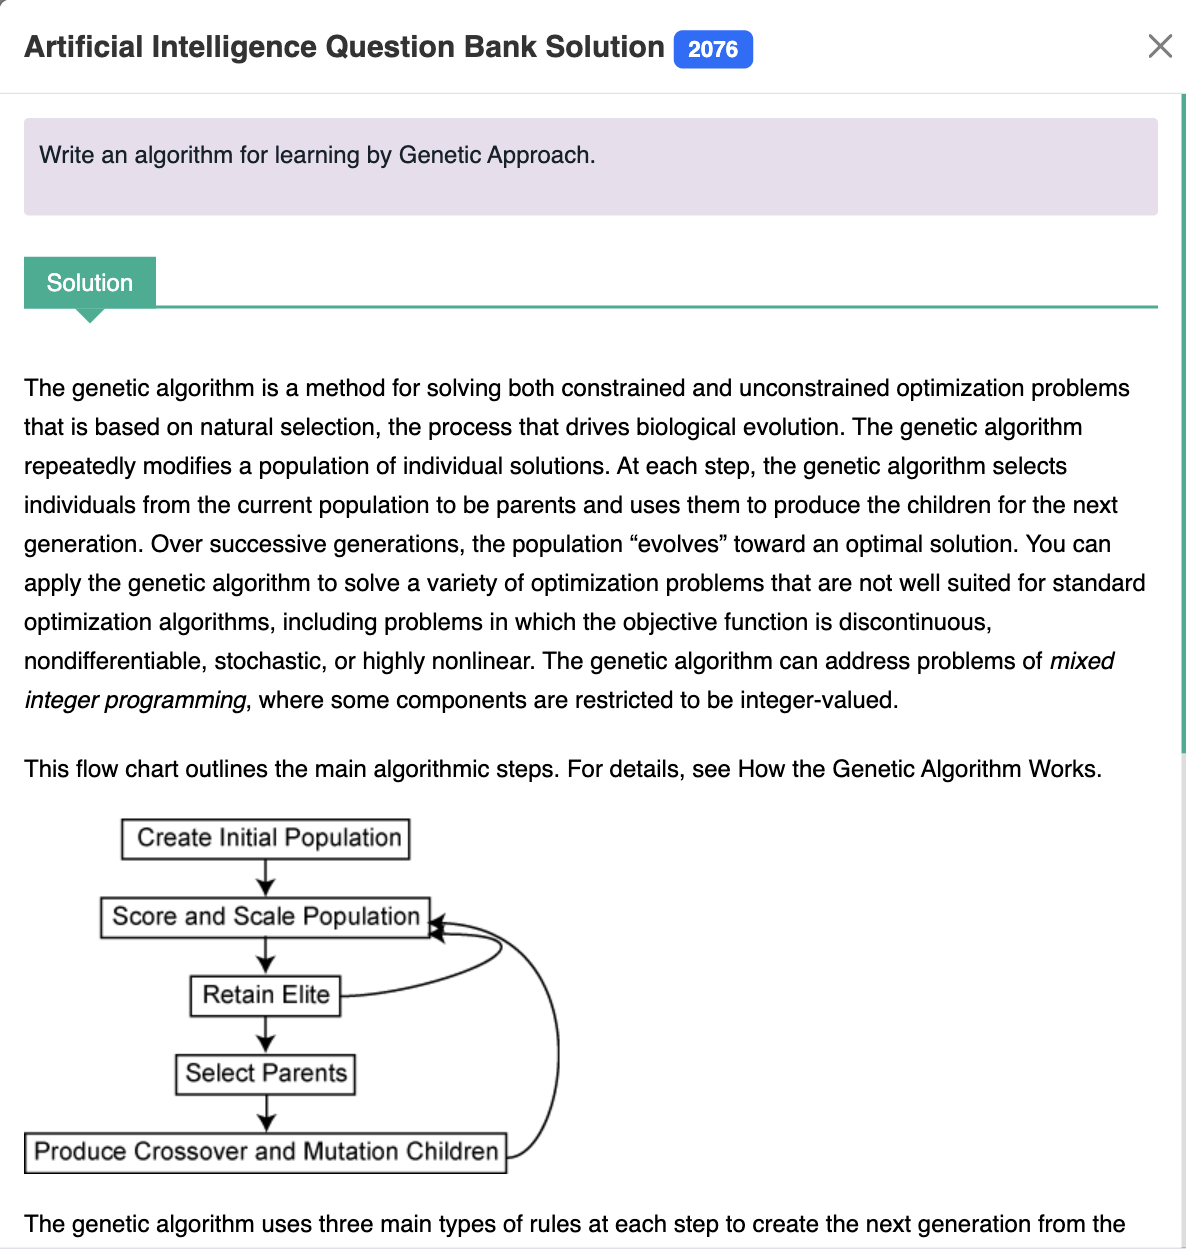 Artificial Intelligence Question Bank Solution 2076
Write an algorithm for learning by Genetic Approach.
Solution
The genetic algorithm is a method for solving both constrained and unconstrained optimization problems
that is based on natural selection, the process that drives biological evolution. The genetic algorithm
repeatedly modifies a population of individual solutions. At each step, the genetic algorithm selects
individuals from the current population to be parents and uses them to produce the children for the next
generation. Over successive generations, the population “evolves” toward an optimal solution. You can
apply the genetic algorithm to solve a variety of optimization problems that are not well suited for standard
optimization algorithms, including problems in which the objective function is discontinuous,
nondifferentiable, stochastic, or highly nonlinear. The genetic algorithm can address problems of mixed
integer programming, where some components are restricted to be integer-valued.
This flow chart outlines the main algorithmic steps. For details, see How the Genetic Algorithm Works.
Create Initial Population
Score and Scale Population
Retain Elite
Select Parents
Produce Crossover and Mutation Children
The genetic algorithm uses three main types of rules at each step to create the next generation from the